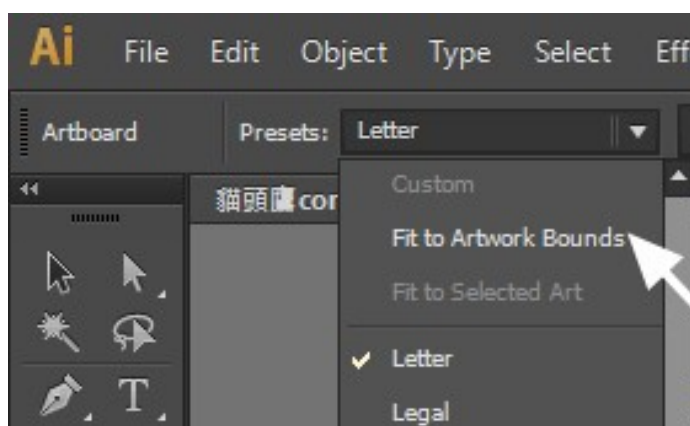 Ai File Edit Object Type Select Eff
Artboard Presets: Letter
Custom
貓頭鷹cor
Fit to Artwork Bounds
Fit to Selected Art
Letter
T
Legal